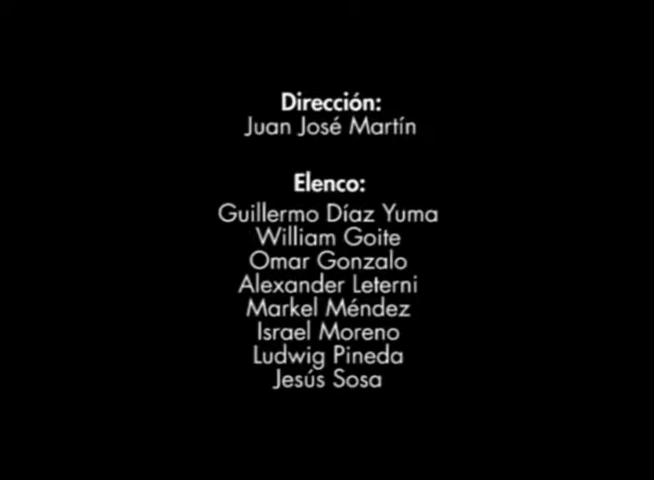 Dirección:
Juan José Martín
Elenco:
Guillermo Díaz Yuma
William Goite
Omar Gonzalo
Alexander Leterni
Markel Méndez
Israel Moreno
Ludwig Pineda
Jesús Sosa